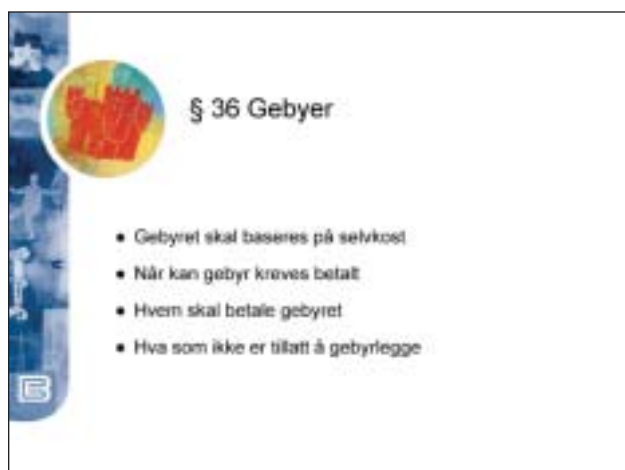 § 36 Gebyer
• Gebyret skal baseres på selvkost
• Når kan gebyr kreves betalt
• Hvem skal betale gebyret
• Hva som ikke er tillatt å gebyrlegge